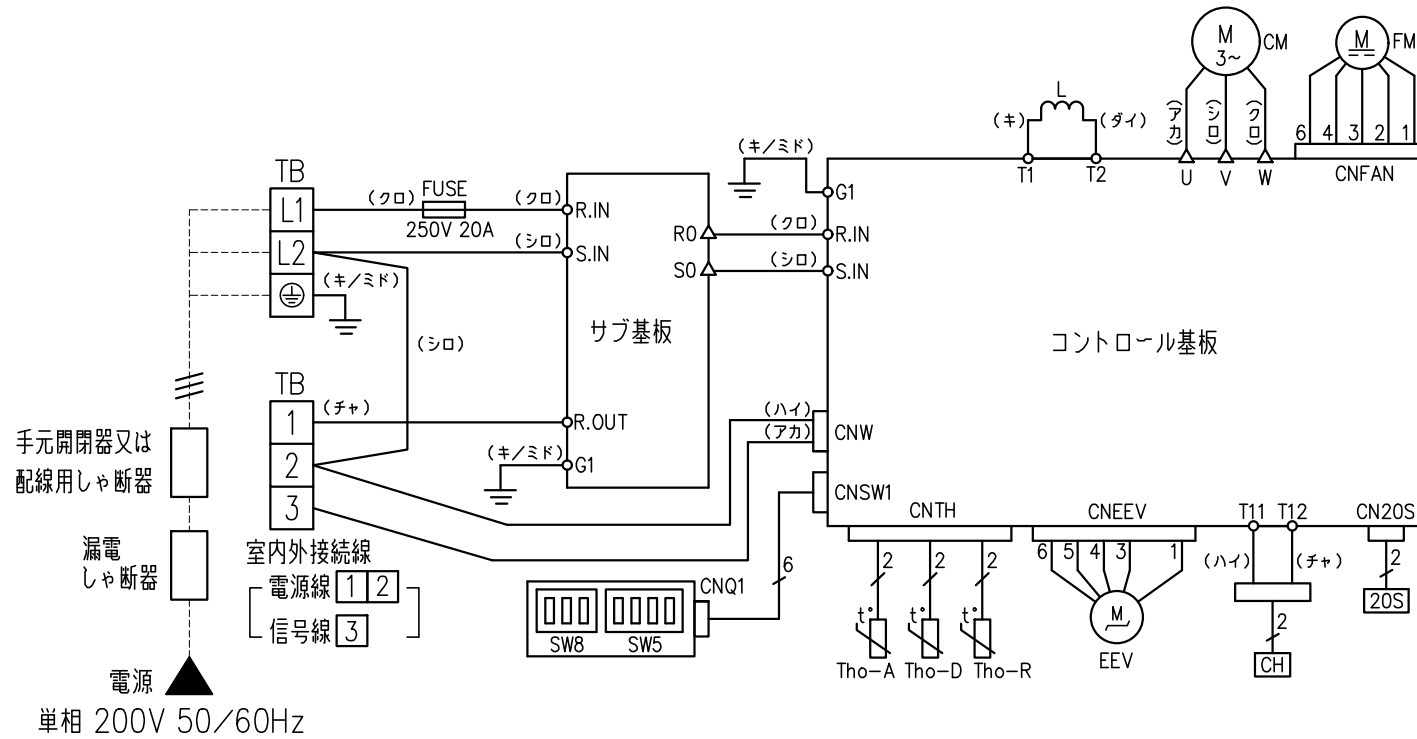 M
3~
CM
M
FM
L
(キ)
(ダイ)
(アカ)
(シロ)
(クロ)
6 4 3 2 1
T1
T2
U
V
W
CNFAN
(キ/ミド)
G1
TB
L1
(クロ)
FUSE
250V 20A
(クロ)
R.IN
RO
(クロ)
R.IN
L2
(シロ)
S.IN
SO
(シロ)
S.IN
(キ/ミド)
(シロ)
サブ基板
コントロール基板
TB
1
(チャ)
R.OUT
2
(キ/ミド)
G1
3
(ハイ)
(アカ)
CNW
CNSW1
手元開閉器又は
配線用しゃ断器
漏電
しゃ断器
室内外接続線
電源線 1 2
信号線 3
電源
単相 200V 50/60Hz
CNQ1
6
SW8
SW5
CNTH
2
2
2
t°
t°
t°
Tho-A
Tho-D
Tho-R
CNEEV
6 5 4 3 1
M
EEV
T11
T12
(ハイ)
(チャ)
2
CH
CN20S
2
20S